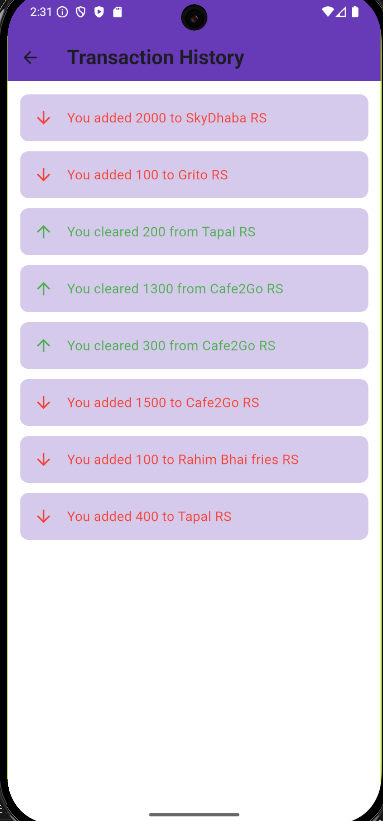 2:31
Transaction History
You added 2000 to SkyDhaba RS
You added 100 to Grito RS
You cleared 200 from Tapal RS
You cleared 1300 from Cafe2Go RS
You cleared 300 from Cafe2Go RS
You added 1500 to Cafe2Go RS
You added 100 to Rahim Bhai fries RS
You added 400 to Tapal RS